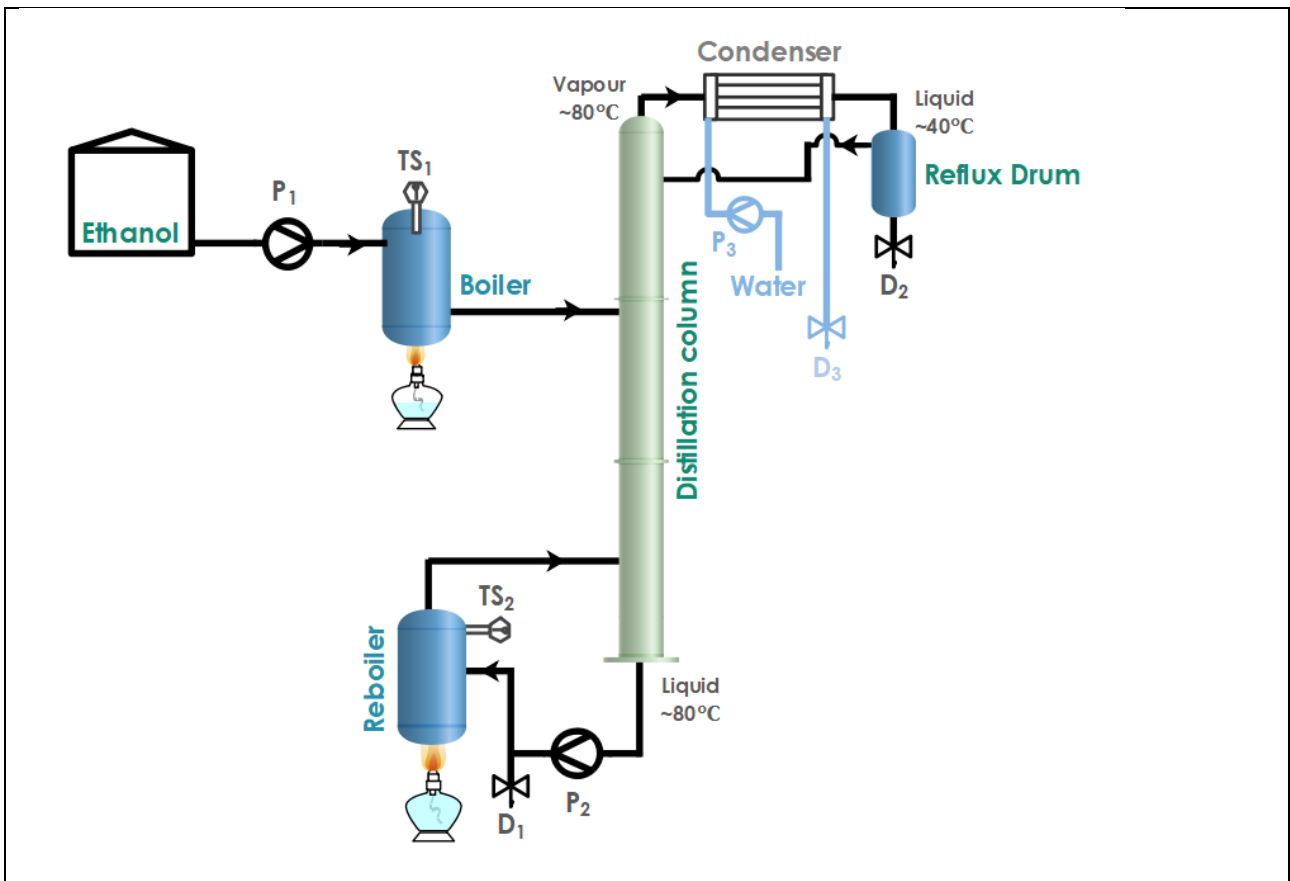 Condenser
Vapour
~80℃
Liquid
~40℃
TS₁
P₁
Ethanol
Reflux Drum
P₃
Water
D₂
Boiler
D₃
Distillation column
TS₂
Reboiler
Liquid
~80℃
P₂
D₁